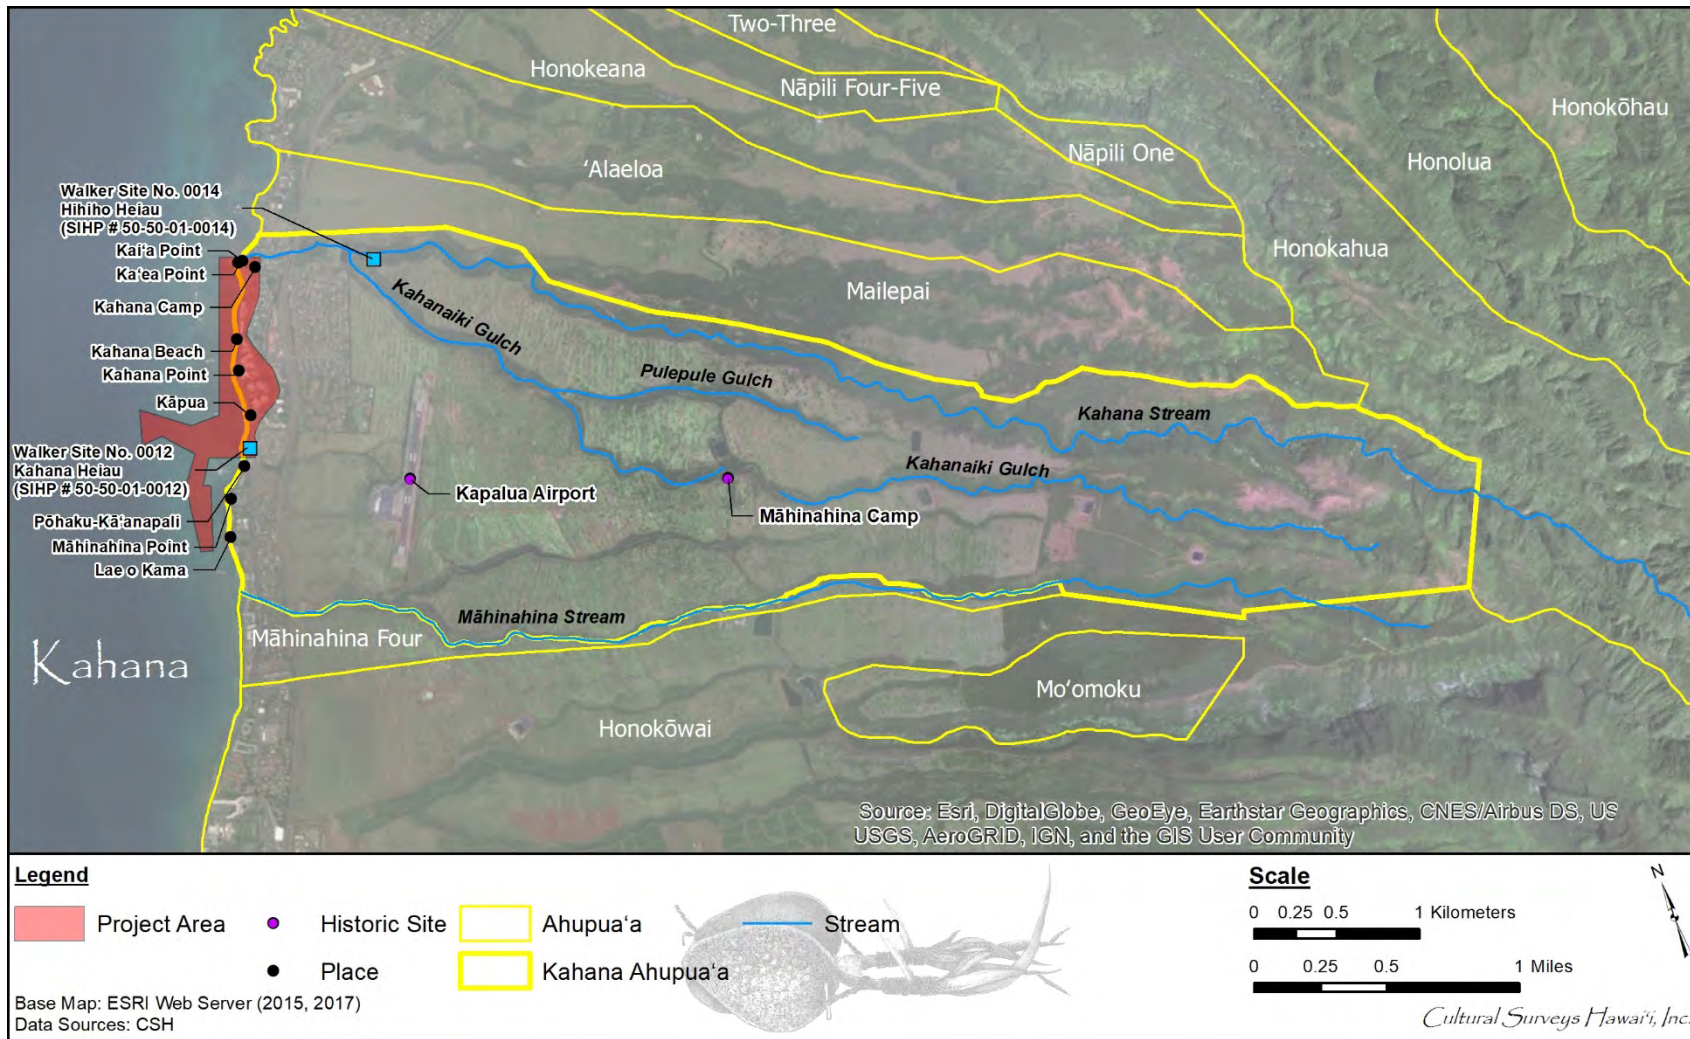 Two-Three
Honokeana
Nāpili Four-Five
Honokōhau
Nāpili One
Honolua
ʻAlaeloa
Walker Site No. 0014
Hihiho Heiau
(SIHP # 50-50-01-0014)
Honokahua
Kaiʻa Point
Kaʻea Point
Mailepai
Kahana Camp
Kahanaiki Gulch
Kahana Beach
Kahana Point
Pulepule Gulch
Kāpua
Kahana Stream
Walker Site No. 0012
Kahana Heiau
(SIHP # 50-50-01-0012)
Kahanaiki Gulch
Kapalua Airport
Māhinahina Camp
Pōhaku-Kāʻanapali
Māhinahina Point
Lae o Kama
Māhinahina Stream
Māhinahina Four
Kahana
Moʻomoku
Honokōwai
Source: Esri, DigitalGlobe, GeoEye, Earthstar Geographics, CNES/Airbus DS, US
USGS, AeroGRID, IGN, and the GIS User Community
Legend
Project Area
Historic Site
Ahupuaʻa
Stream
Place
Kahana Ahupuaʻa
Base Map: ESRI Web Server (2015, 2017)
Data Sources: CSH
Scale
0 0.25 0.5 1 Kilometers
0 0.25 0.5 1 Miles
N
Cultural Surveys Hawaiʻi, Inc.